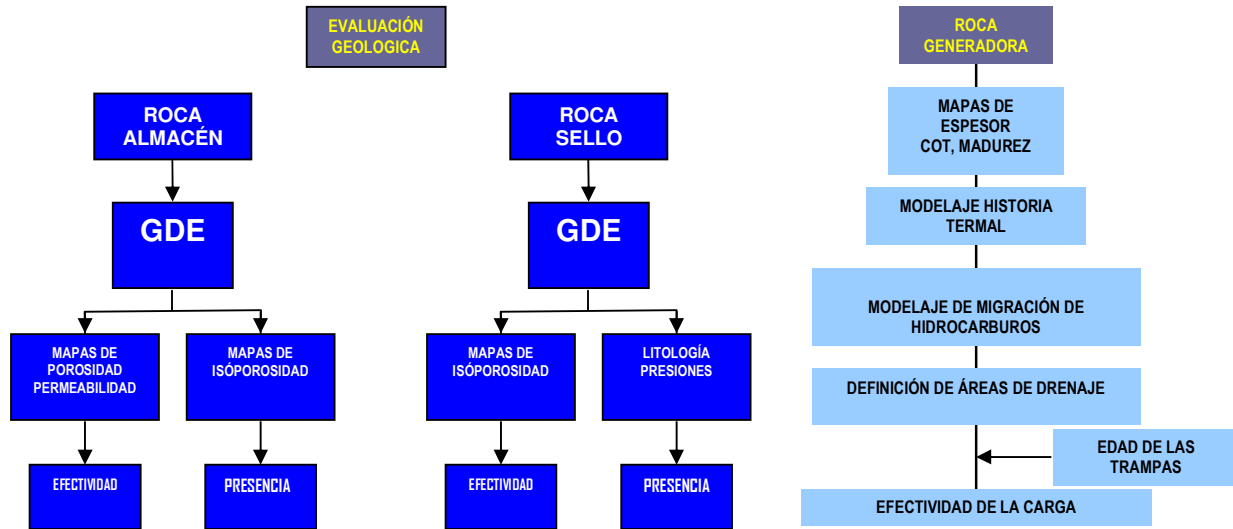 EVALUACIÓN
GEOLOGICA
ROCA
ALMACÉN
GDE
MAPAS DE
POROSIDAD
PERMEABILIDAD
MAPAS DE
ISÓPOROSIDAD
EFECTIVIDAD
PRESENCIA
ROCA
SELLO
GDE
MAPAS DE
ISÓPOROSIDAD
LITOLOGÍA
PRESIONES
EFECTIVIDAD
PRESENCIA
ROCA
GENERADORA
MAPAS DE
ESPESOR
COT, MADUREZ
MODELAJE HISTORIA
TERMAL
MODELAJE DE MIGRACIÓN DE
HIDROCARBUROS
DEFINICIÓN DE ÁREAS DE DRENAJE
EDAD DE LAS
TRAMPAS
EFECTIVIDAD DE LA CARGA